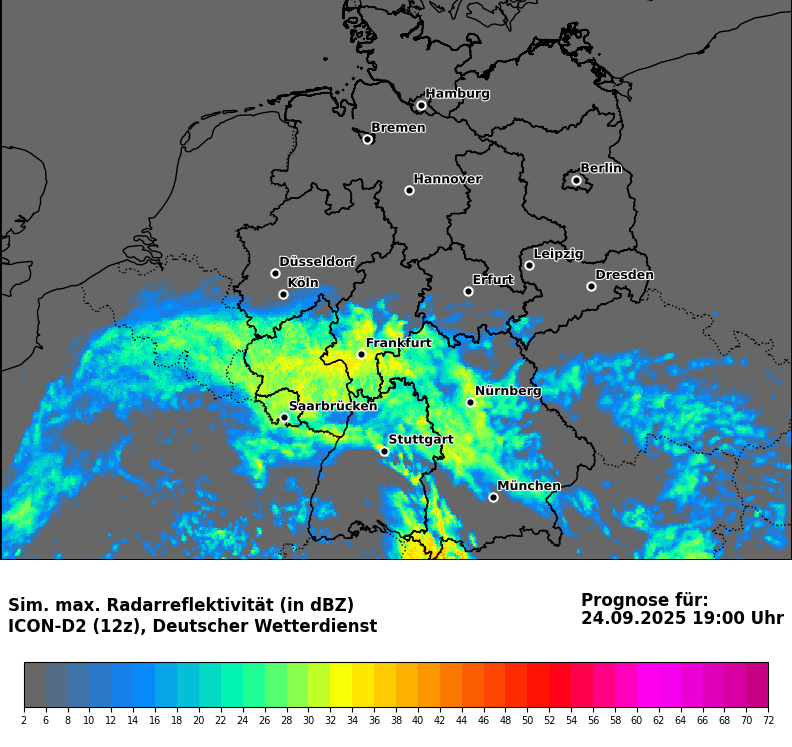 Hamburg
Bremen
Berlin
Hannover
Leipzig
Düsseldorf
Dresden
Köln
Erfurt
Frankfurt
Nürnberg
Saarbrücken
Stuttgart
München
Sim. max. Radarreflektivität (in dBZ)
ICON-D2 (12z), Deutscher Wetterdienst
Prognose für:
24.09.2025 19:00 Uhr
2 6 8 10 12 14 16 18 20 22 24 26 28 30 32 34 36 38 40 42 44 46 48 50 52 54 56 58 60 62 64 66 68 70 72